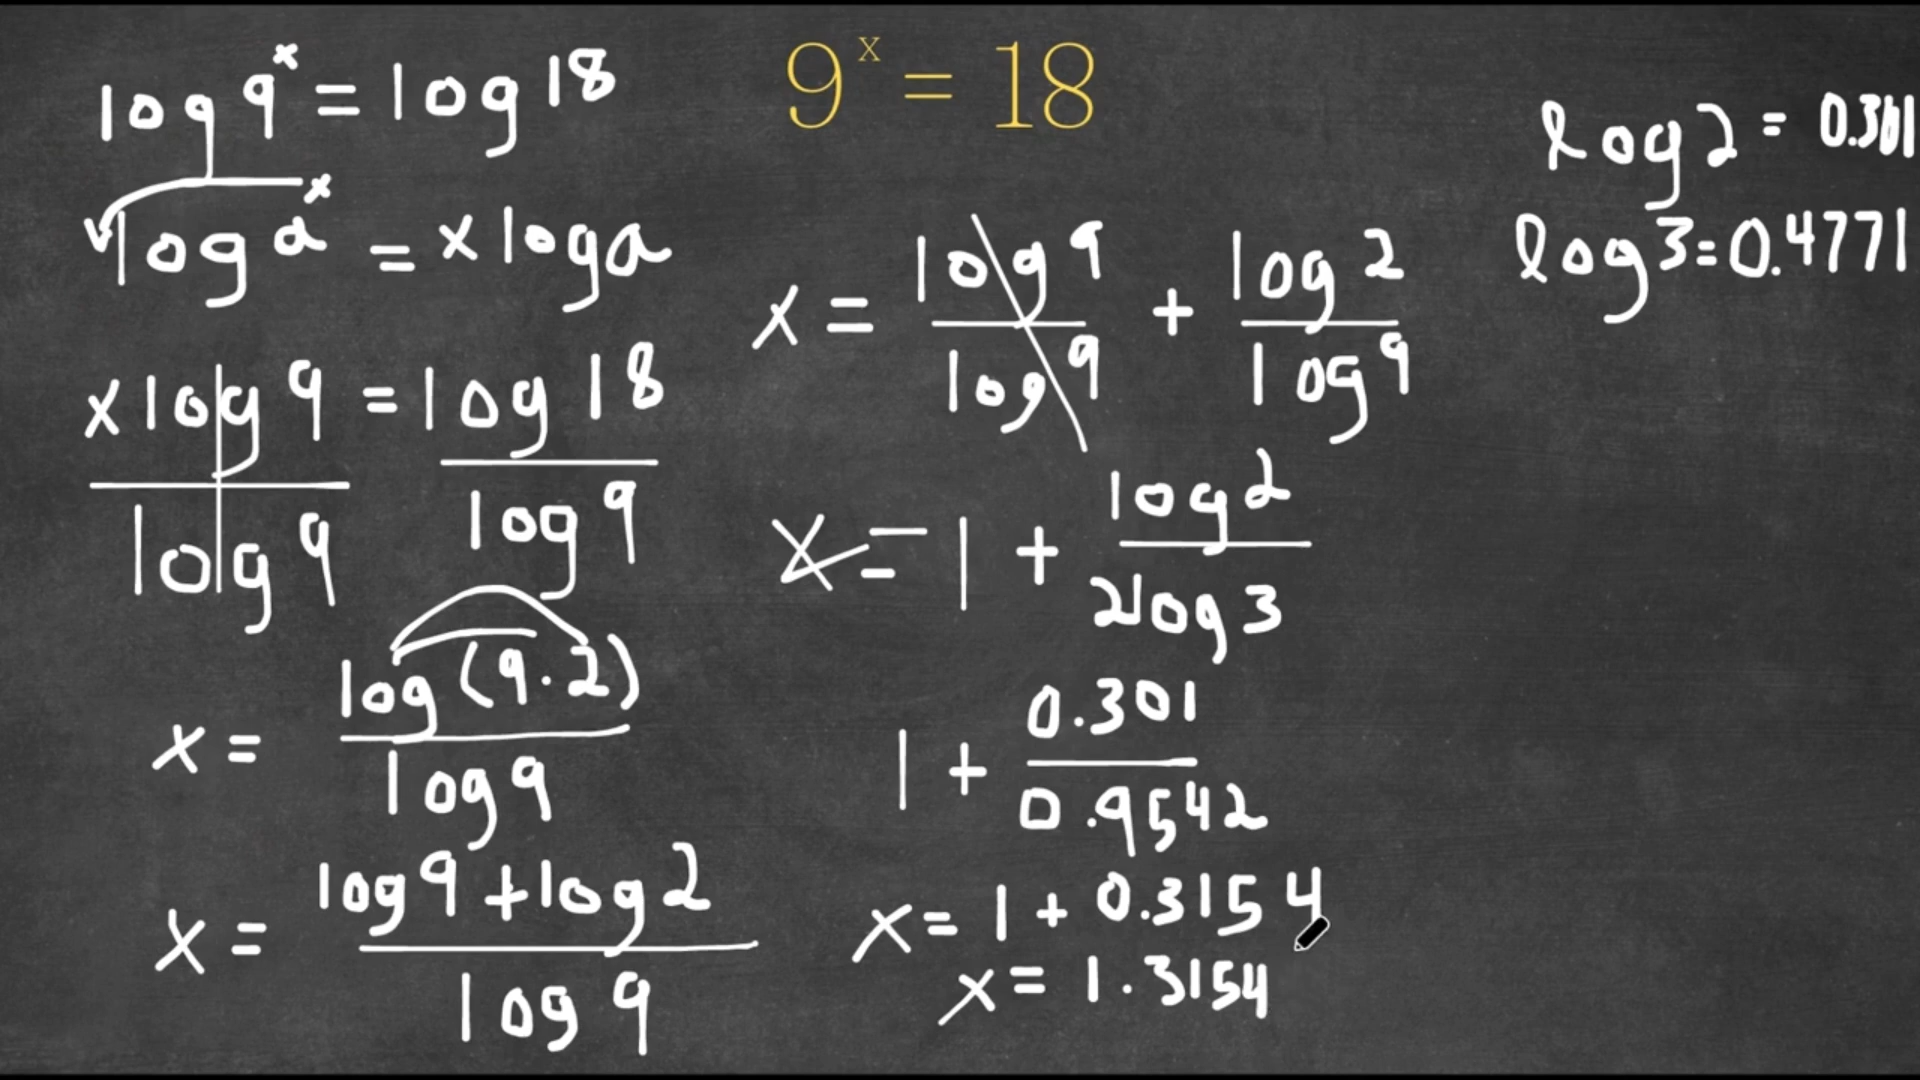 9^x = 18
log 9^x = log 18
log a^x = x log a
x log 9 / log 9 = log 18 / log 9
x = log (9 · 2) / log 9
x = log 9 + log 2 / log 9
x = log 9 / log 9 + log 2 / log 9
x = 1 + log 2 / 2 log 3
1 + 0.301 / 0.9542
x = 1 + 0.3154
x = 1.3154
log 2 = 0.301
log 3 = 0.4771